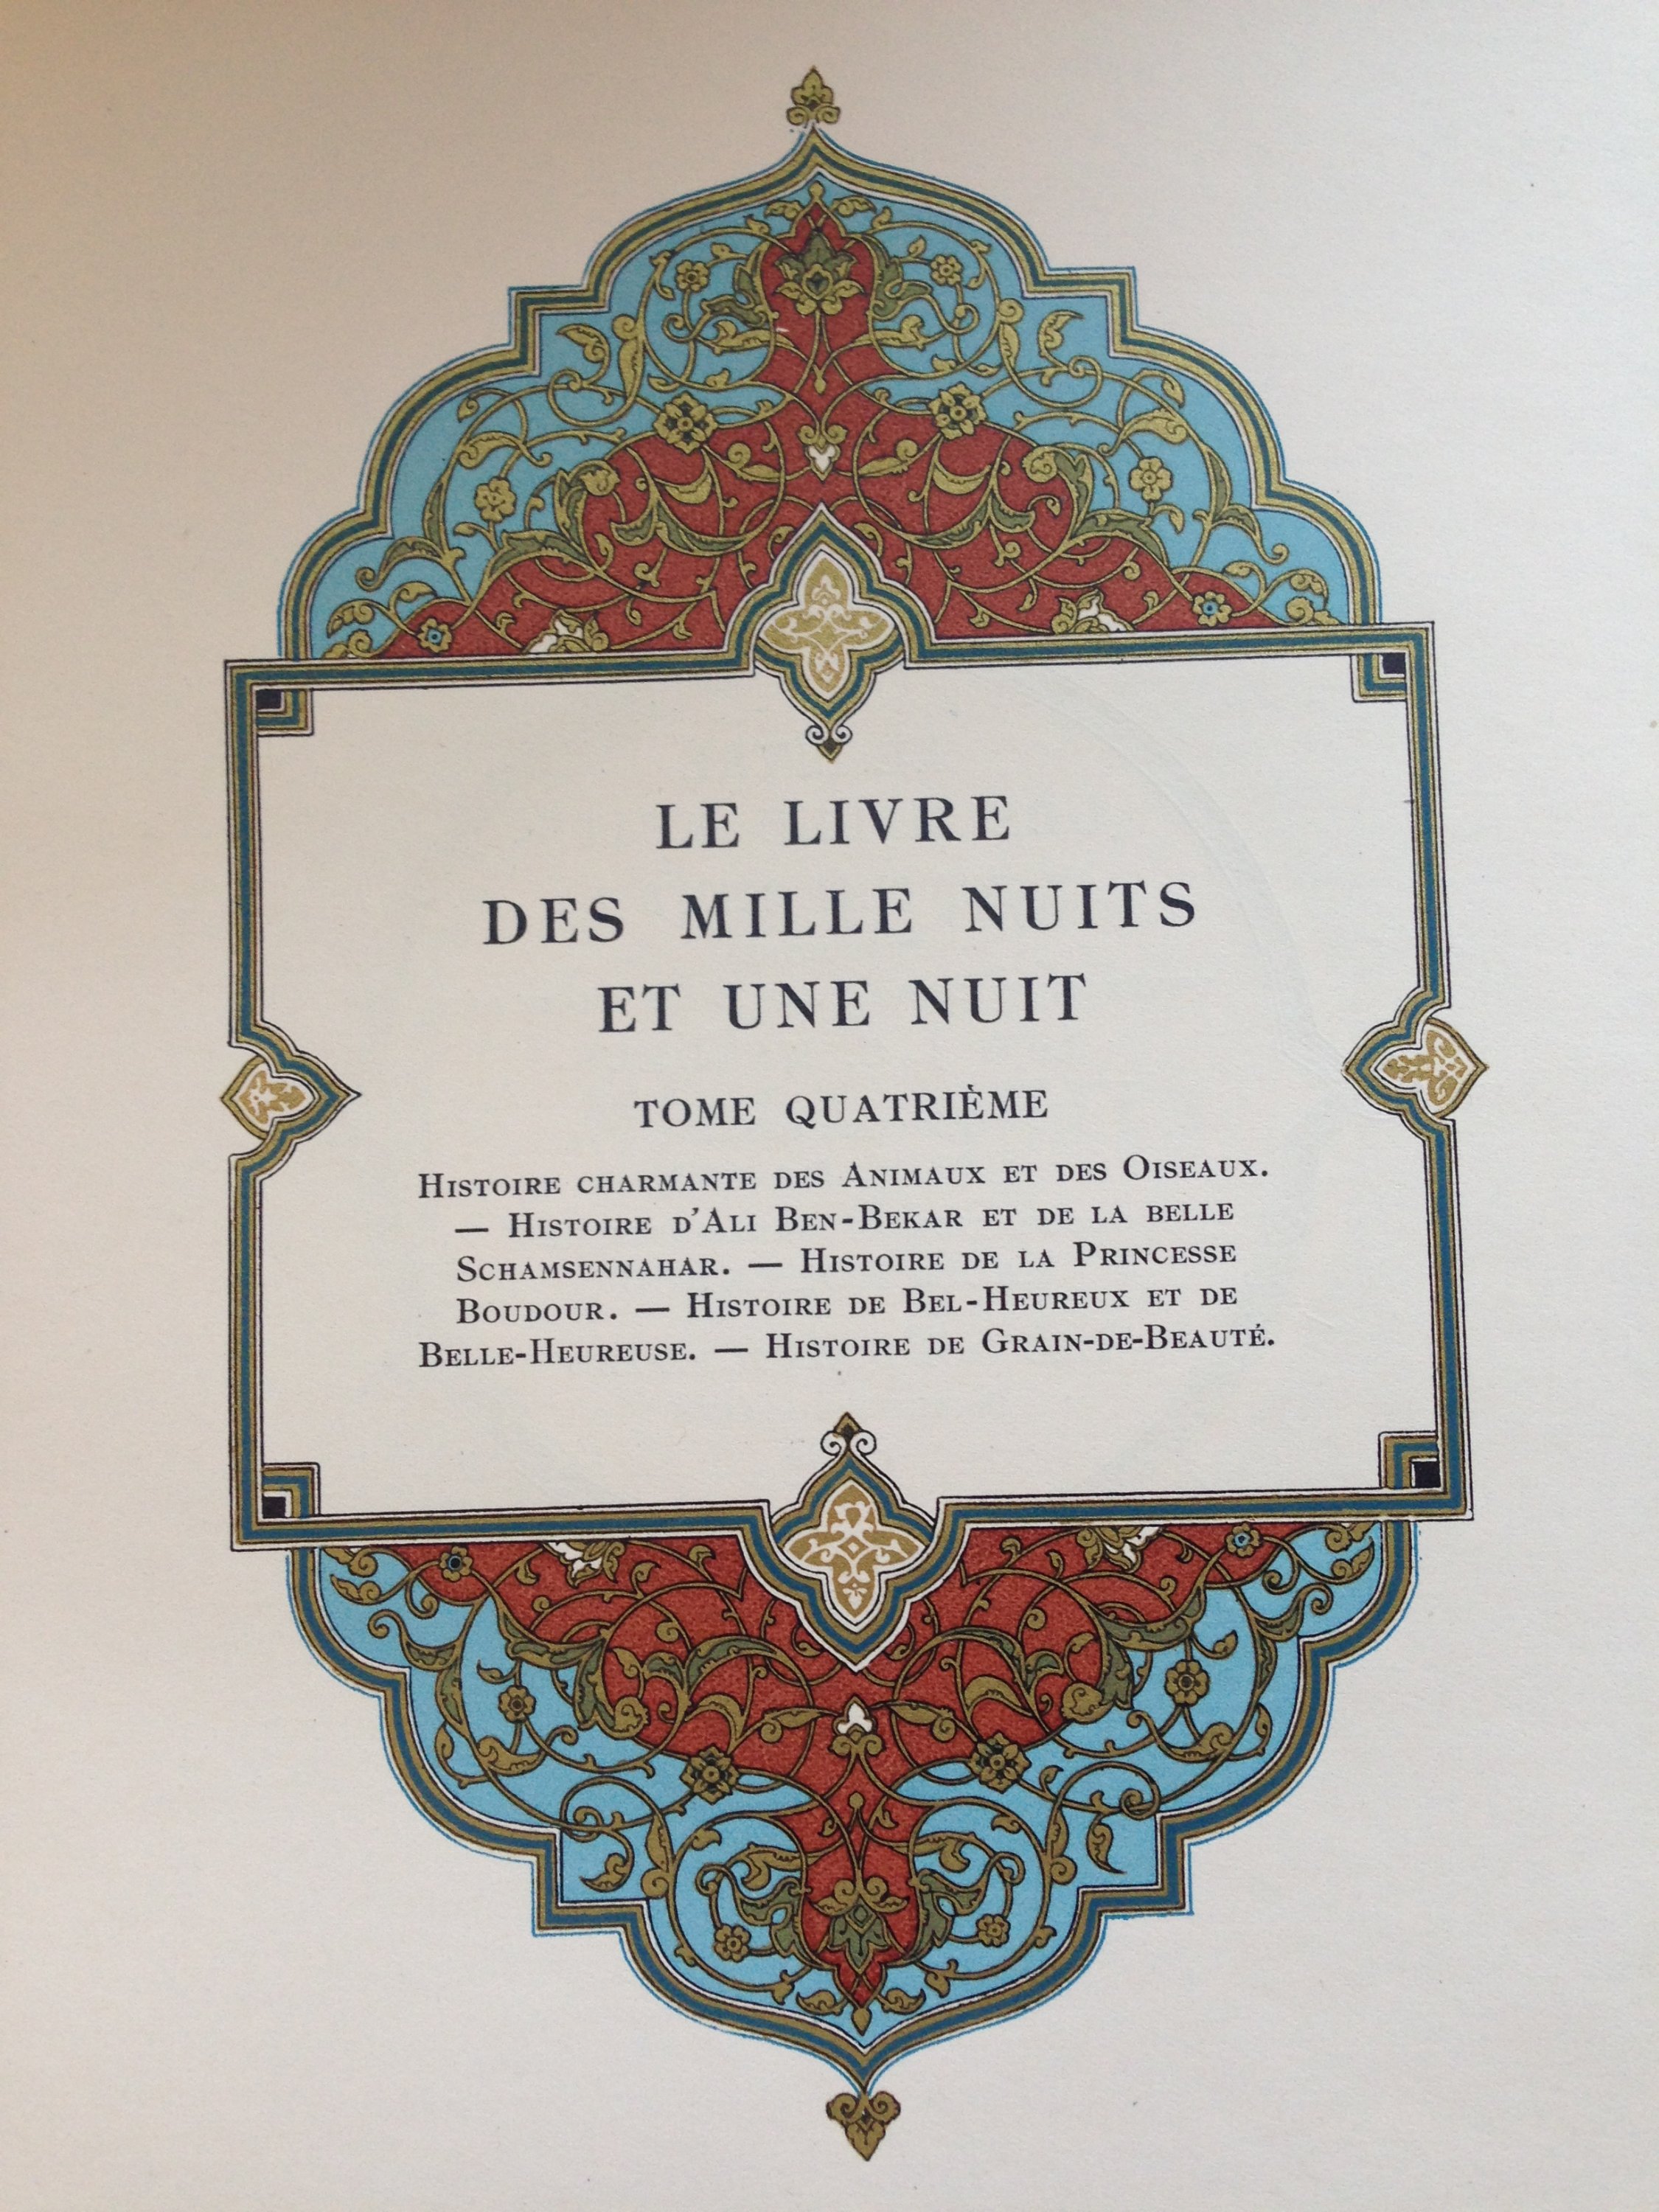 LE LIVRE
DES MILLE NUITS
ET UNE NUIT
TOME QUATRIÈME
HISTOIRE CHARMANTE DES ANIMAUX ET DES OISEAUX.
— HISTOIRE D'ALI BEN-BEKAR ET DE LA BELLE
SCHAMSENNAHAR. — HISTOIRE DE LA PRINCESSE
BOUDOUR. — HISTOIRE DE BEL-HEUREUX ET DE
BELLE-HEUREUSE. — HISTOIRE DE GRAIN-DE-BEAUTÉ.